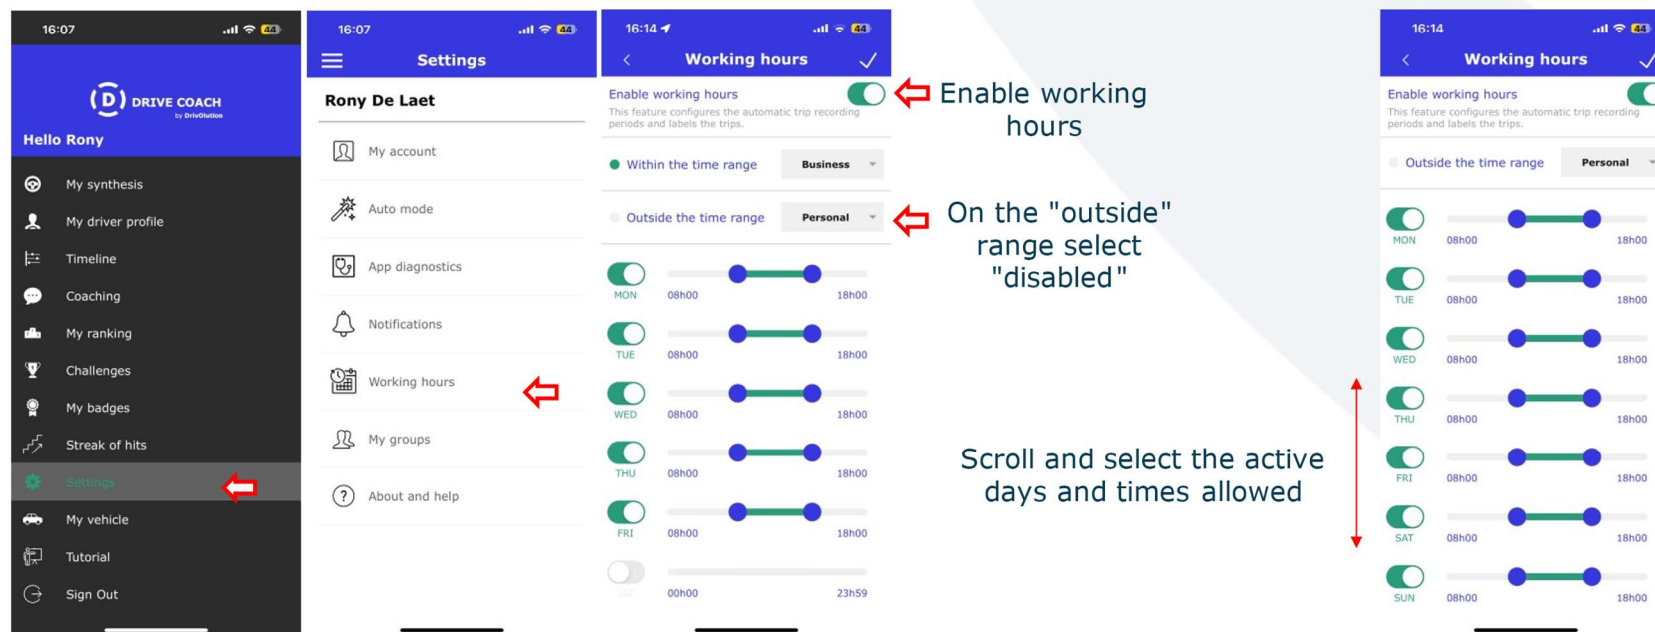 16:07
44
DRIVE COACH
by DrivOlution
Hello Rony
My synthesis
My driver profile
Timeline
Coaching
My ranking
Challenges
My badges
Streak of hits
Settings
My vehicle
Tutorial
Sign Out
16:07
44
Settings
Rony De Laet
My account
Auto mode
App diagnostics
Notifications
Working hours
My groups
About and help
16:14
44
Working hours
Enable working hours
This feature configures the automatic trip recording
periods and labels the trips.
Within the time range Business
Outside the time range Personal
MON 08h00 18h00
TUE 08h00 18h00
WED 08h00 18h00
THU 08h00 18h00
FRI 08h00 18h00
SAT 00h00 23h59
Enable working
hours
On the "outside"
range select
"disabled"
Scroll and select the active
days and times allowed
16:14
44
Working hours
Enable working hours
This feature configures the automatic trip recording
periods and labels the trips.
Outside the time range Personal
MON 08h00 18h00
TUE 08h00 18h00
WED 08h00 18h00
THU 08h00 18h00
FRI 08h00 18h00
SAT 08h00 18h00
SUN 08h00 18h00